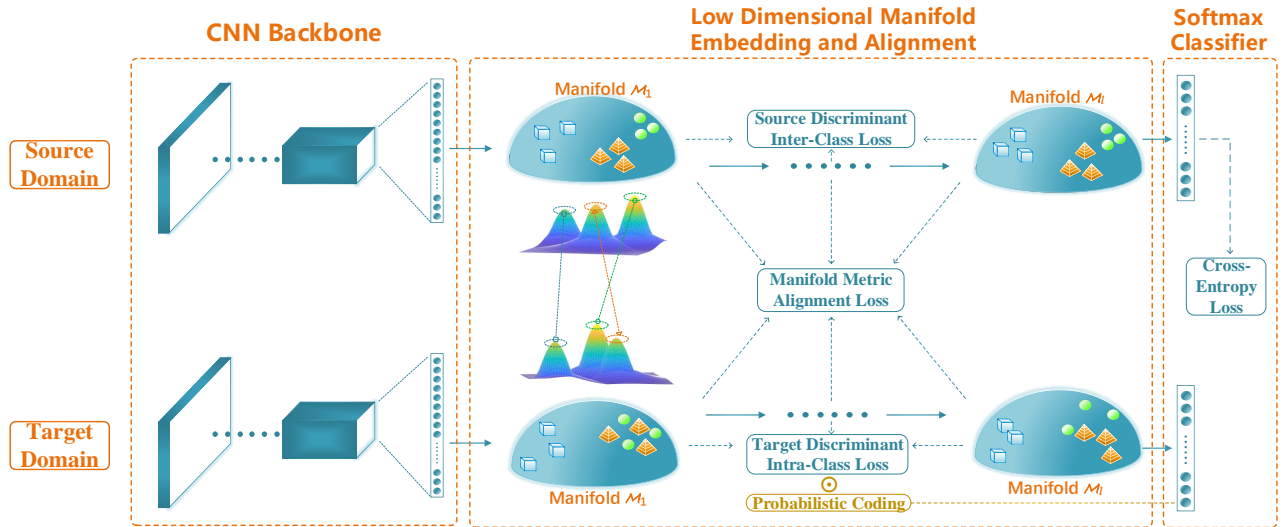 CNN Backbone
Low Dimensional Manifold
Embedding and Alignment
Softmax
Classifier
Source
Domain
Manifold ℳ1
Source Discriminant
Inter-Class Loss
Manifold ℳl
Manifold Metric
Alignment Loss
Cross-
Entropy
Loss
Target
Domain
Manifold ℳ1
Target Discriminant
Intra-Class Loss
Probabilistic Coding
Manifold ℳl